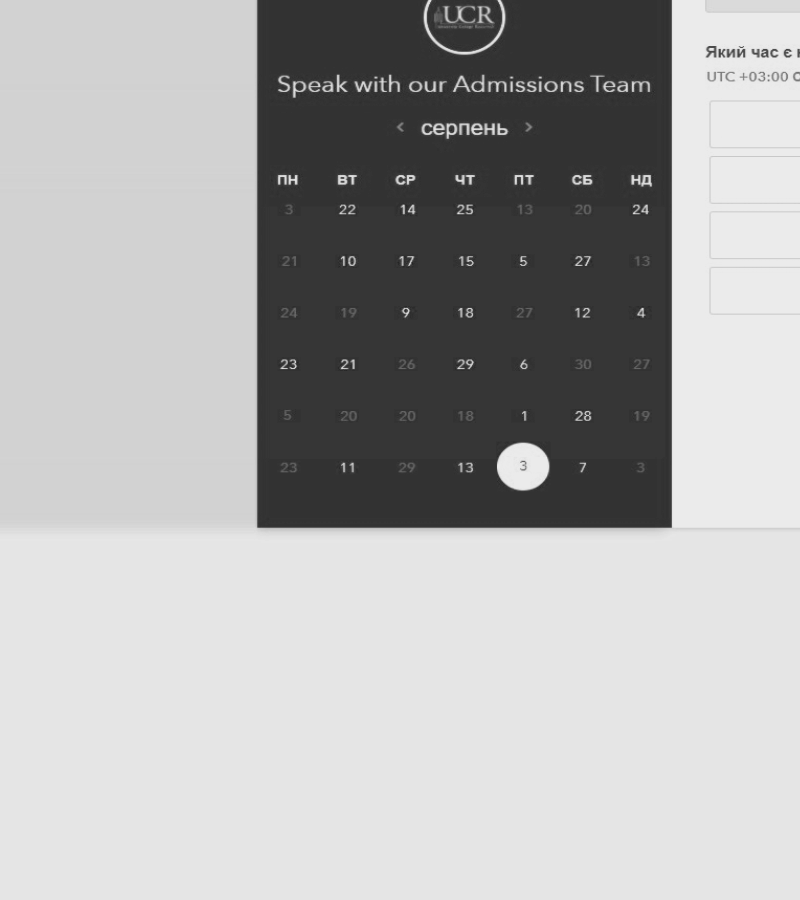 UCR
Speak with our Admissions Team
‹ серпень ›
ПН ВТ СР ЧТ ПТ СБ НД
3 22 14 25 13 20 24
21 10 17 15 5 27 13
24 19 9 18 27 12 4
23 21 26 29 6 30 27
5 20 20 18 1 28 19
23 11 29 13 3 7 3
Який час є
UTC +03:00